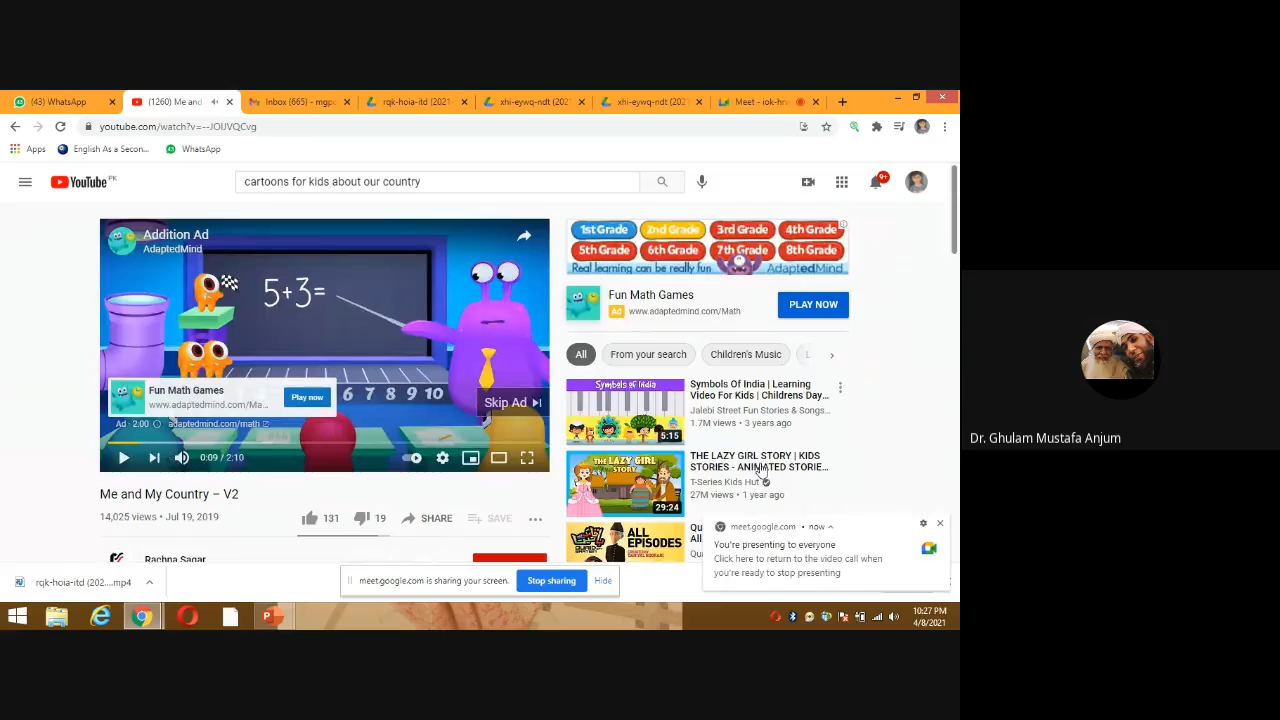 (43) WhatsApp
(1260) Me and
Inbox (665) - mgpc
rqk-hoia-itd (2021-
xhi-eywq-ndt (2021
xhi-eywq-ndt (2021
Meet - iok-hn
youtube.com/watch?v=--JOIJVQCvg
Apps
English As a Secon...
WhatsApp
YouTube PK
cartoons for kids about our country
9+
Addition Ad
AdaptedMind
5+3=
6 7 8 9 10
Fun Math Games
www.adaptedmind.com/Ma...
Play now
Skip Ad
Ad · 2:00
adaptedmind.com/math
0:09 / 2:10
Me and My Country – V2
14,025 views • Jul 19, 2019
131
19
SHARE
SAVE
Rachna Sagar
1st Grade
2nd Grade
3rd Grade
4th Grade
5th Grade
6th Grade
7th Grade
8th Grade
Real learning can be really fun
AdaptedMind
Fun Math Games
Ad www.adaptedmind.com/Math
PLAY NOW
All
From your search
Children's Music
Symbols of India
5:15
Symbols Of India | Learning
Video For Kids | Childrens Day...
Jalebi Street Fun Stories & Songs...
1.7M views • 3 years ago
The LAZY GIRL
STORY
29:24
THE LAZY GIRL STORY | KIDS
STORIES - ANIMATED STORIE...
T-Series Kids Hut
27M views • 1 year ago
ALL
EPISODES
meet.google.com • now
You're presenting to everyone
Click here to return to the video call when
you're ready to stop presenting
rqk-hoia-itd (202....mp4
meet.google.com is sharing your screen.
Stop sharing
Hide
10:27 PM
4/8/2021
Dr. Ghulam Mustafa Anjum